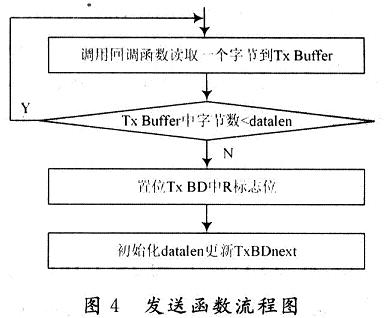 调用回调函数读取一个字节到Tx Buffer
Y
Tx Buffer中字节数<datalen
N
置位Tx BD中R标志位
初始化datalen更新TxBDnext
图 4 发送函数流程图